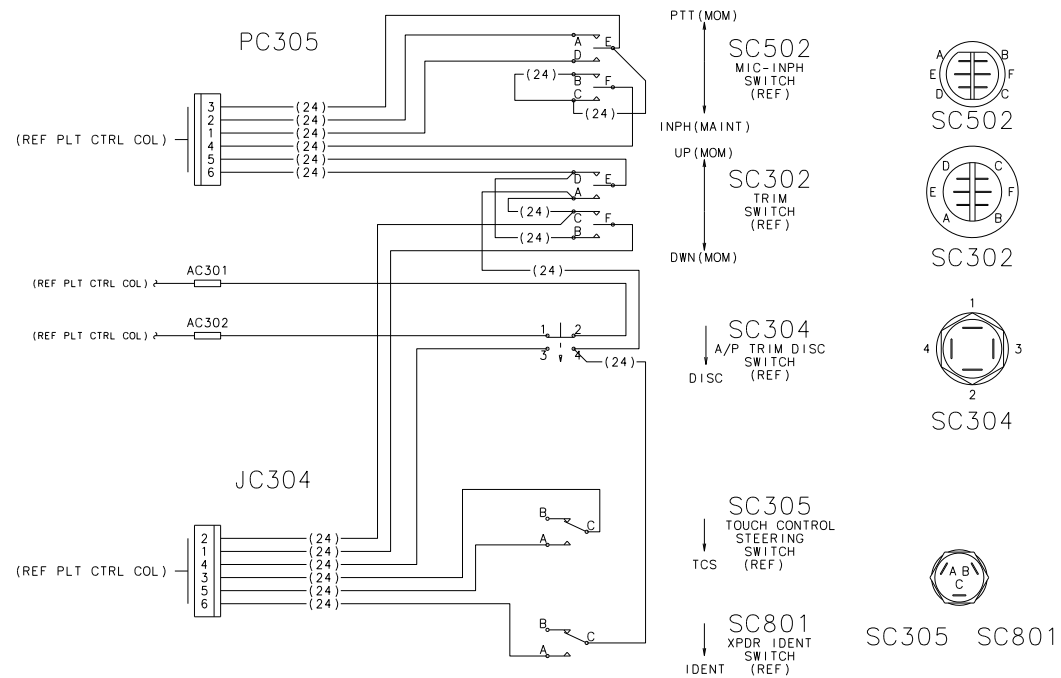 PC305
(REF PLT CTRL COL)
3 (24)
2 (24)
1 (24)
4 (24)
5 (24)
6 (24)
A E
D
(24) B F
C
(24)
PTT(MOM)
INPH(MAINT)
SC502
MIC-INPH
SWITCH
(REF)
A B
E F
D C
SC502
D E
A
(24) C F
(24) B
(24)
UP(MOM)
DWN(MOM)
SC302
TRIM
SWITCH
(REF)
D C
E F
A B
SC302
(REF PLT CTRL COL) AC301
(REF PLT CTRL COL) AC302
1 2
3 4
(24)
DISC
SC304
A/P TRIM DISC
SWITCH
(REF)
1
4 3
2
SC304
JC304
(REF PLT CTRL COL)
2 (24)
1 (24)
4 (24)
3 (24)
5 (24)
6 (24)
B C
A
TCS
SC305
TOUCH CONTROL
STEERING
SWITCH
(REF)
B C
A
IDENT
SC801
XPDR IDENT
SWITCH
(REF)
A B
C
SC305 SC801